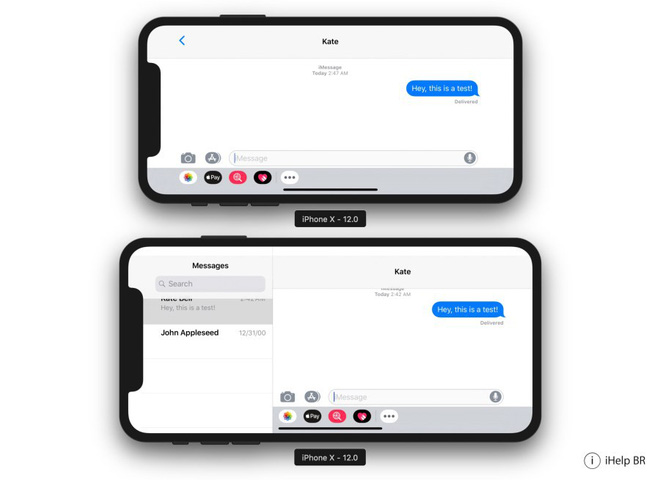 Kate
iMessage
Today 2:47 AM
Hey, this is a test!
Delivered
Message
Pay
iPhone X - 12.0
Messages
Kate
Search
iMessage
Today 2:42 AM
Kate Bell 2:42 AM
Hey, this is a test!
Hey, this is a test!
Delivered
John Appleseed 12/31/00
Message
Pay
iPhone X - 12.0
i iHelp BR